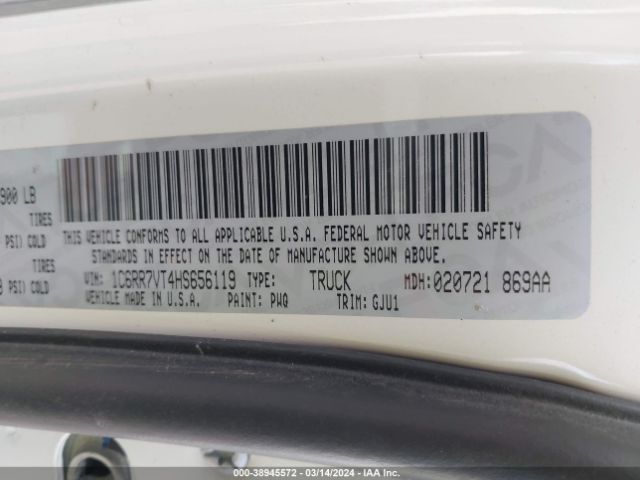 900 LB
TIRES
PSI) COLD
TIRES
PSI) COLD
THIS VEHICLE CONFORMS TO ALL APPLICABLE U.S.A. FEDERAL MOTOR VEHICLE SAFETY
STANDARDS IN EFFECT ON THE DATE OF MANUFACTURE SHOWN ABOVE.
VIN: 1C6RR7VT4HS656119 TYPE: TRUCK MDH: 020721 869AA
VEHICLE MADE IN U.S.A. PAINT: PWQ TRIM: GJU1
000-38945572 / 03/14/2024 - IAA Inc.